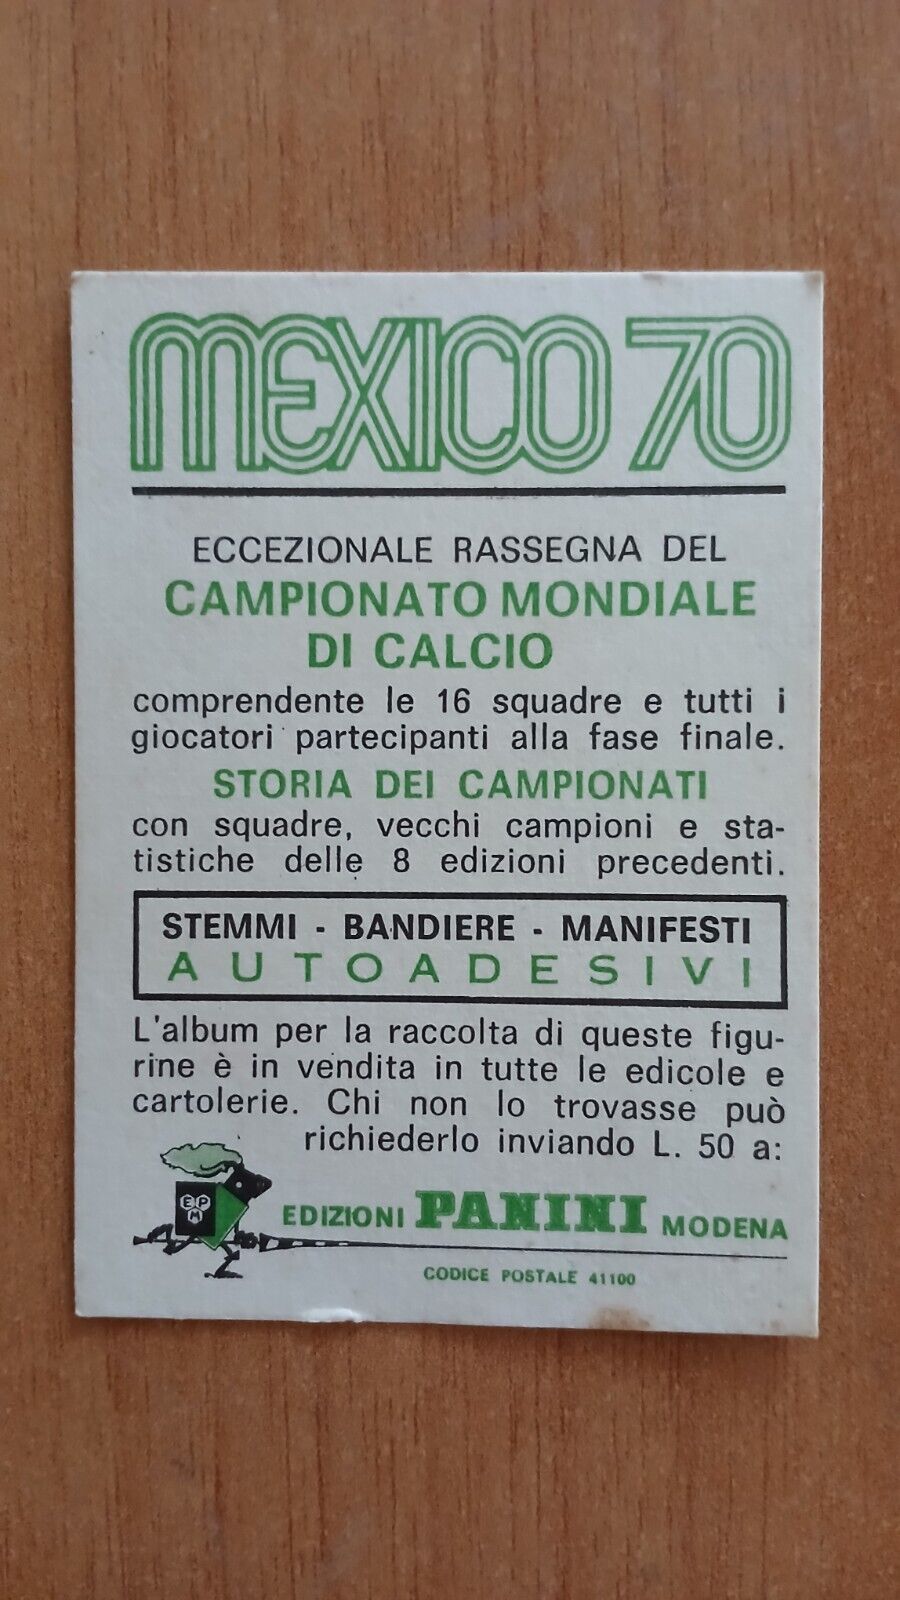 MEXICO 70
ECCEZIONALE RASSEGNA DEL
CAMPIONATO MONDIALE
DI CALCIO
comprendente le 16 squadre e tutti i
giocatori partecipanti alla fase finale.
STORIA DEI CAMPIONATI
con squadre, vecchi campioni e sta-
tistiche delle 8 edizioni precedenti.
STEMMI - BANDIERE - MANIFESTI
AUTOADESIVI
L'album per la raccolta di queste figu-
rine è in vendita in tutte le edicole e
cartolerie. Chi non lo trovasse può
richiederlo inviando L. 50 a:
EPM
EDIZIONI PANINI MODENA
CODICE POSTALE 41100